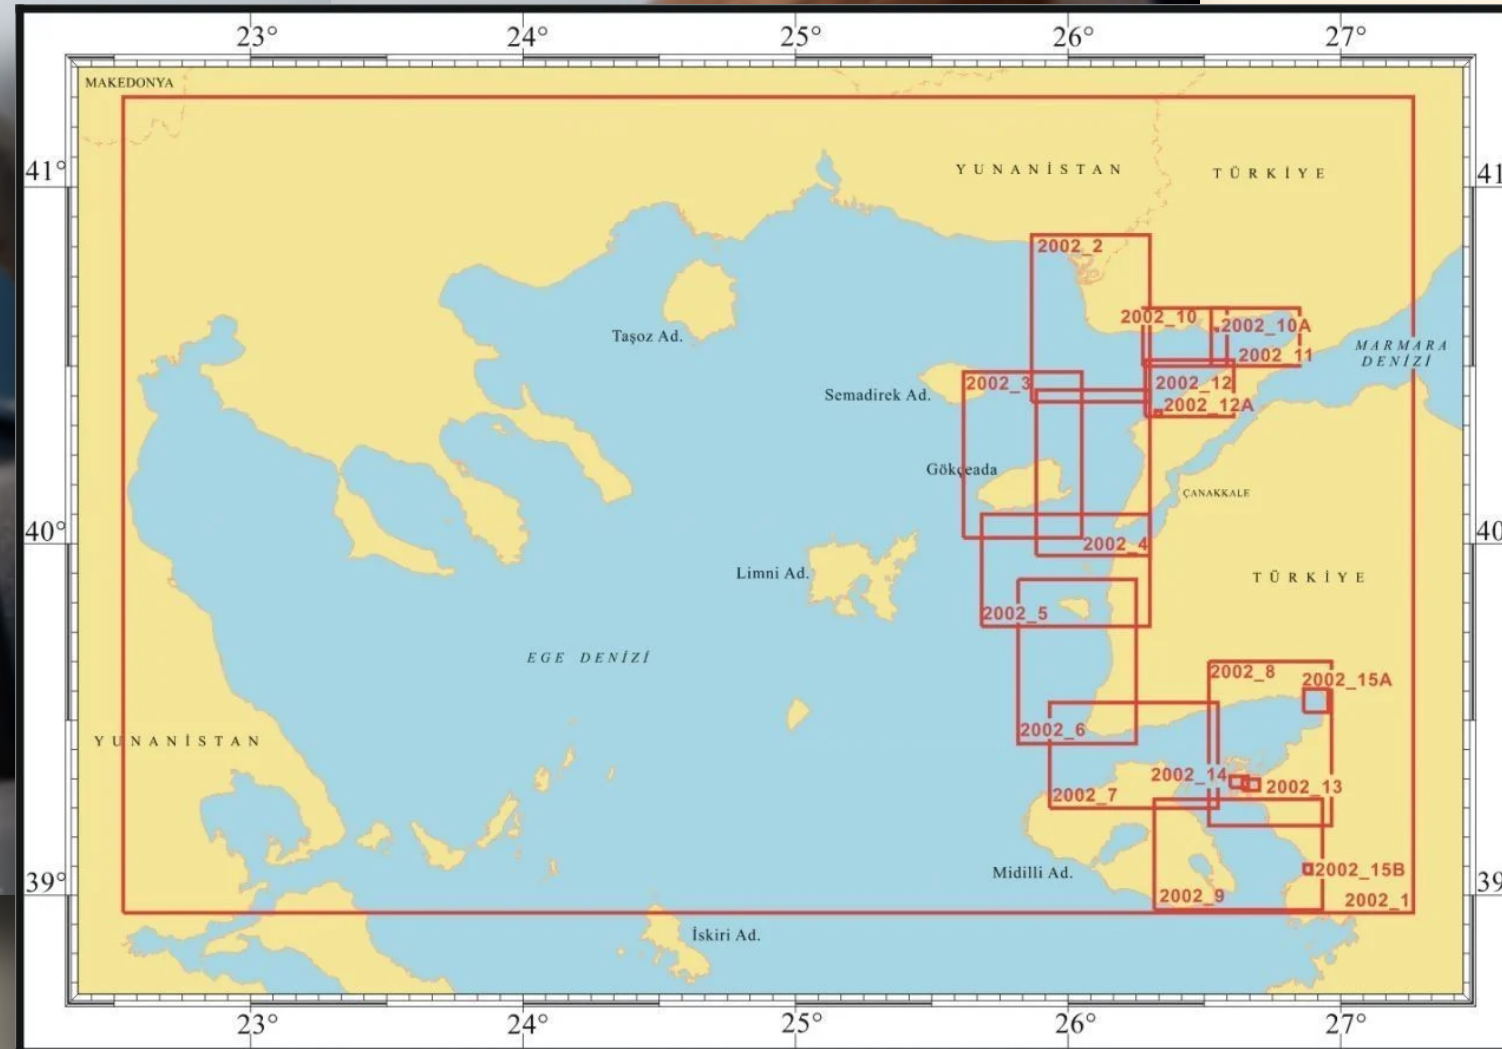 23° 24° 25° 26° 27°
MAKEDONYA
41° YUNANİSTAN TÜRKİYE 41
2002_2
2002_10
2002_10A
Taşoz Ad.
MARMARA
DENİZİ
2002_11
2002_3
2002_12
Semadirek Ad.
2002_12A
Gökçeada
ÇANAKKALE
40° 40
2002_4
Limni Ad.
TÜRKİYE
2002_5
EGE DENİZİ
2002_8
2002_15A
2002_6
YUNANİSTAN
2002_14
2002_13
2002_7
Midilli Ad.
2002_15B
39° 39
2002_9
2002_1
İskiri Ad.
23° 24° 25° 26° 27°